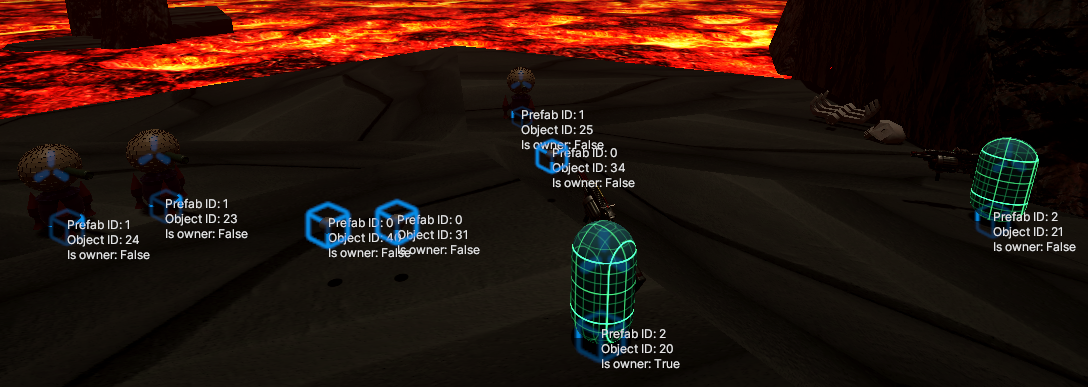 Prefab ID: 1
Object ID: 25
Is owner: False
Prefab ID: 0
Object ID: 34
Is owner: False
Prefab ID: 1
Object ID: 23
Is owner: False
Prefab ID: 1
Object ID: 24
Is owner: False
Prefab ID: 0
Object ID:
Is owner: False
Prefab ID: 0
Object ID: 31
Is owner: False
Prefab ID: 2
Object ID: 21
Is owner: False
Prefab ID: 2
Object ID: 20
Is owner: True